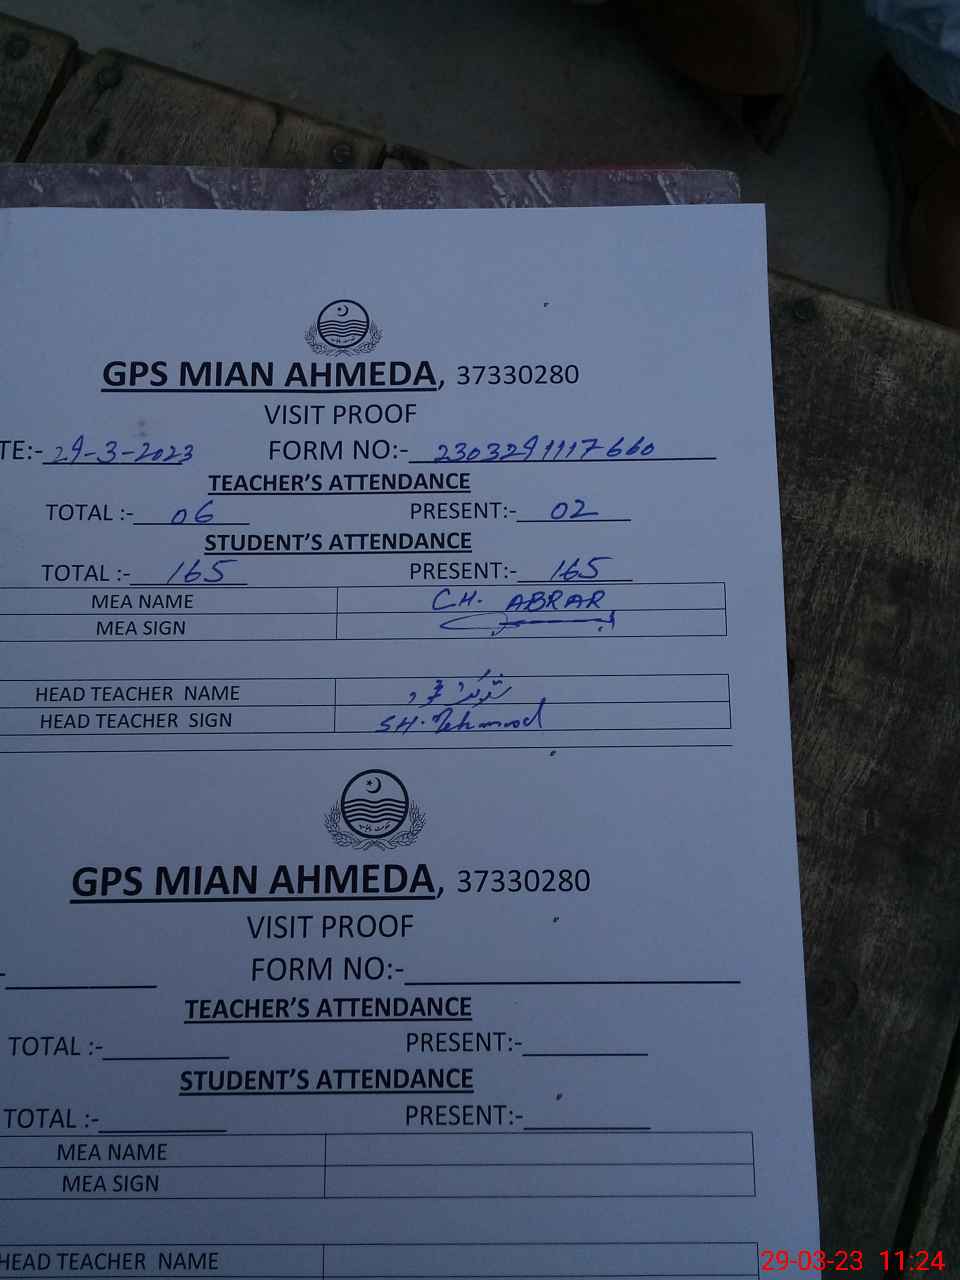 GPS MIAN AHMEDA, 37330280
VISIT PROOF
TE:- 29-3-2023 FORM NO:- 2303291117660
TEACHER'S ATTENDANCE
TOTAL :- 06 PRESENT:- 02
STUDENT'S ATTENDANCE
TOTAL :- 165 PRESENT:- 165
MEA NAME CH. ABRAR
MEA SIGN
HEAD TEACHER NAME
HEAD TEACHER SIGN SH. Mehmood
GPS MIAN AHMEDA, 37330280
VISIT PROOF
FORM NO:-
TEACHER'S ATTENDANCE
TOTAL :- PRESENT:-
STUDENT'S ATTENDANCE
TOTAL :- PRESENT:-
MEA NAME
MEA SIGN
HEAD TEACHER NAME
29-03-23 11:24